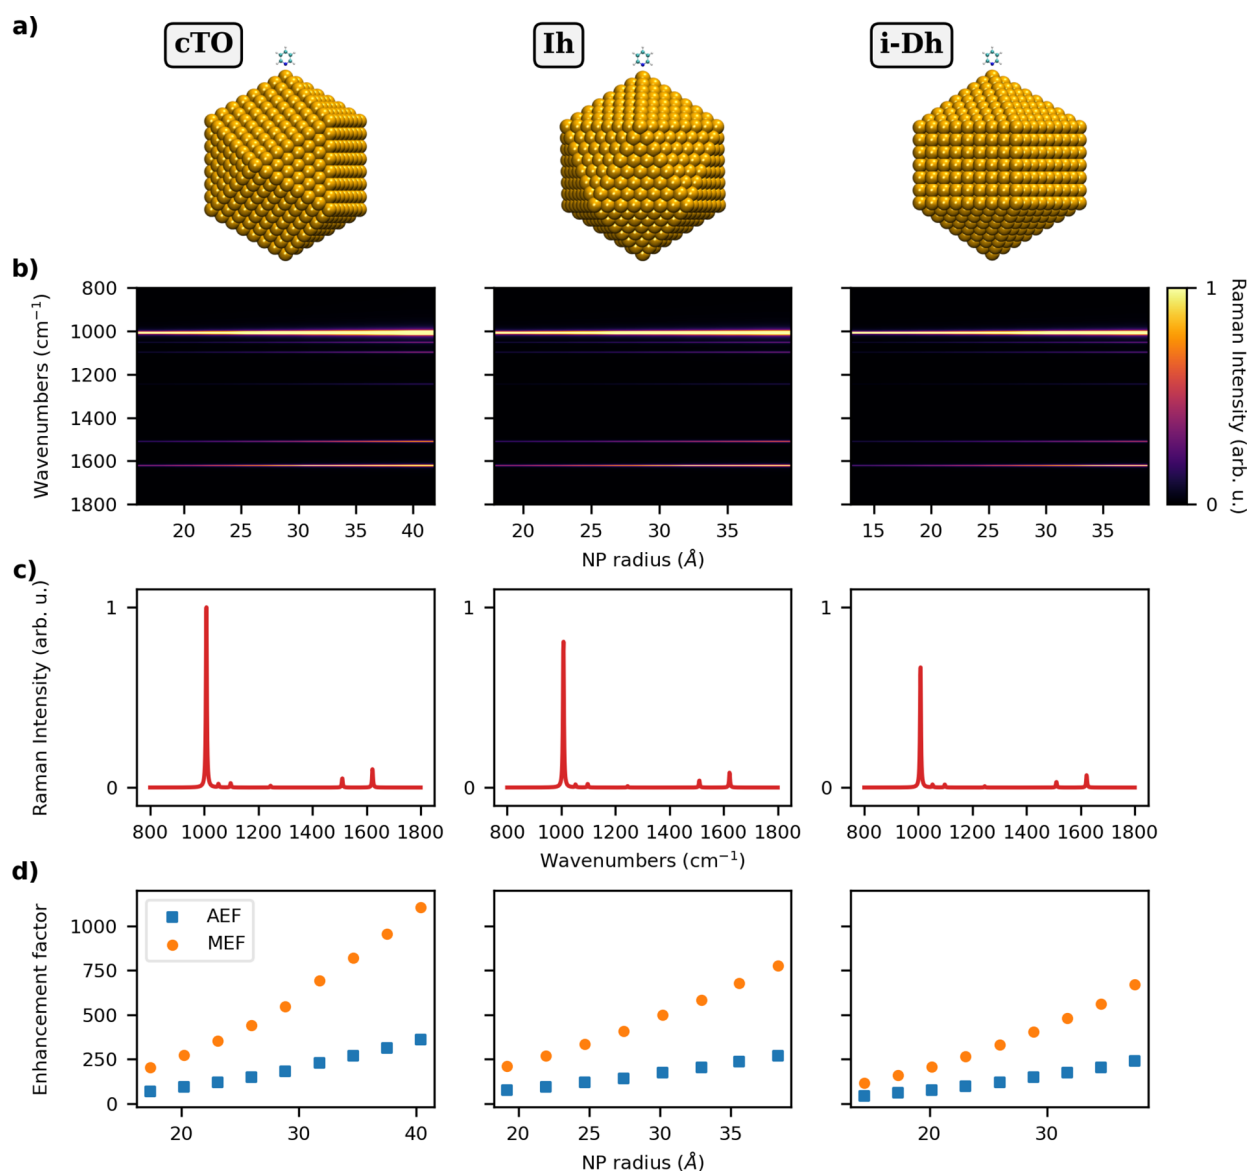 a)
cTO
Ih
i-Dh
b)
Wavenumbers (cm⁻¹)
800
1000
1200
1400
1600
1800
20 25 30 35 40
20 25 30 35
15 20 25 30 35
NP radius (Å)
1
0
Raman Intensity (arb. u.)
c)
Raman Intensity (arb. u.)
1
0
800 1000 1200 1400 1600 1800
1
0
800 1000 1200 1400 1600 1800
1
0
800 1000 1200 1400 1600 1800
Wavenumbers (cm⁻¹)
d)
Enhancement factor
1000
750
500
250
0
AEF
MEF
20 30 40
20 25 30 35
20 30
NP radius (Å)